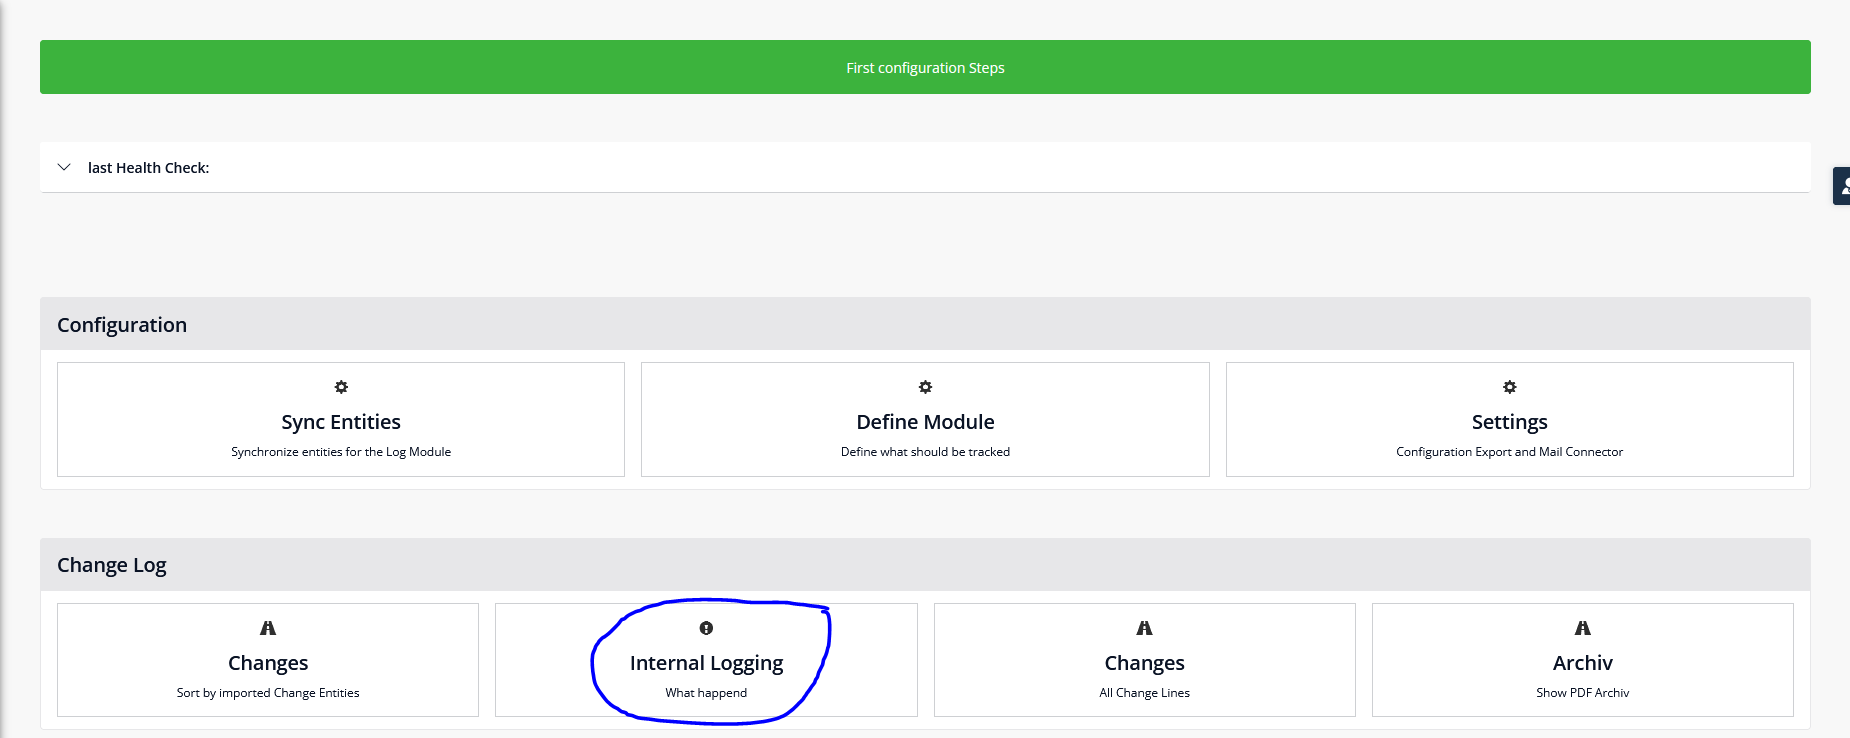 First configuration Steps
last Health Check:
Configuration
Sync Entities
Synchronize entities for the Log Module
Define Module
Define what should be tracked
Settings
Configuration Export and Mail Connector
Change Log
Changes
Sort by imported Change Entities
Internal Logging
What happend
Changes
All Change Lines
Archiv
Show PDF Archiv